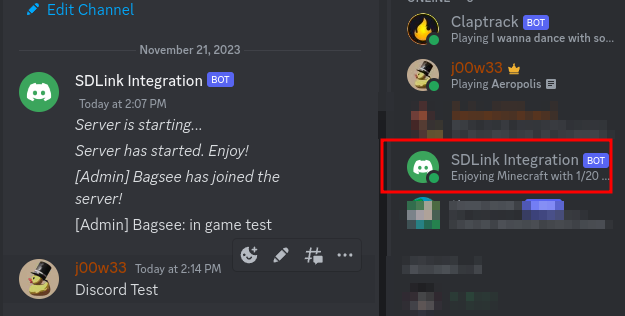 Edit Channel
November 21, 2023
SDLink Integration BOT
Today at 2:07 PM
Server is starting...
Server has started. Enjoy!
[Admin] Bagsee has joined the
server!
[Admin] Bagsee: in game test
j00w33 Today at 2:14 PM
Discord Test
Claptrack BOT
Playing I wanna dance with so...
j00w33
Playing Aeropolis
SDLink Integration BOT
Enjoying Minecraft with 1/20 ...